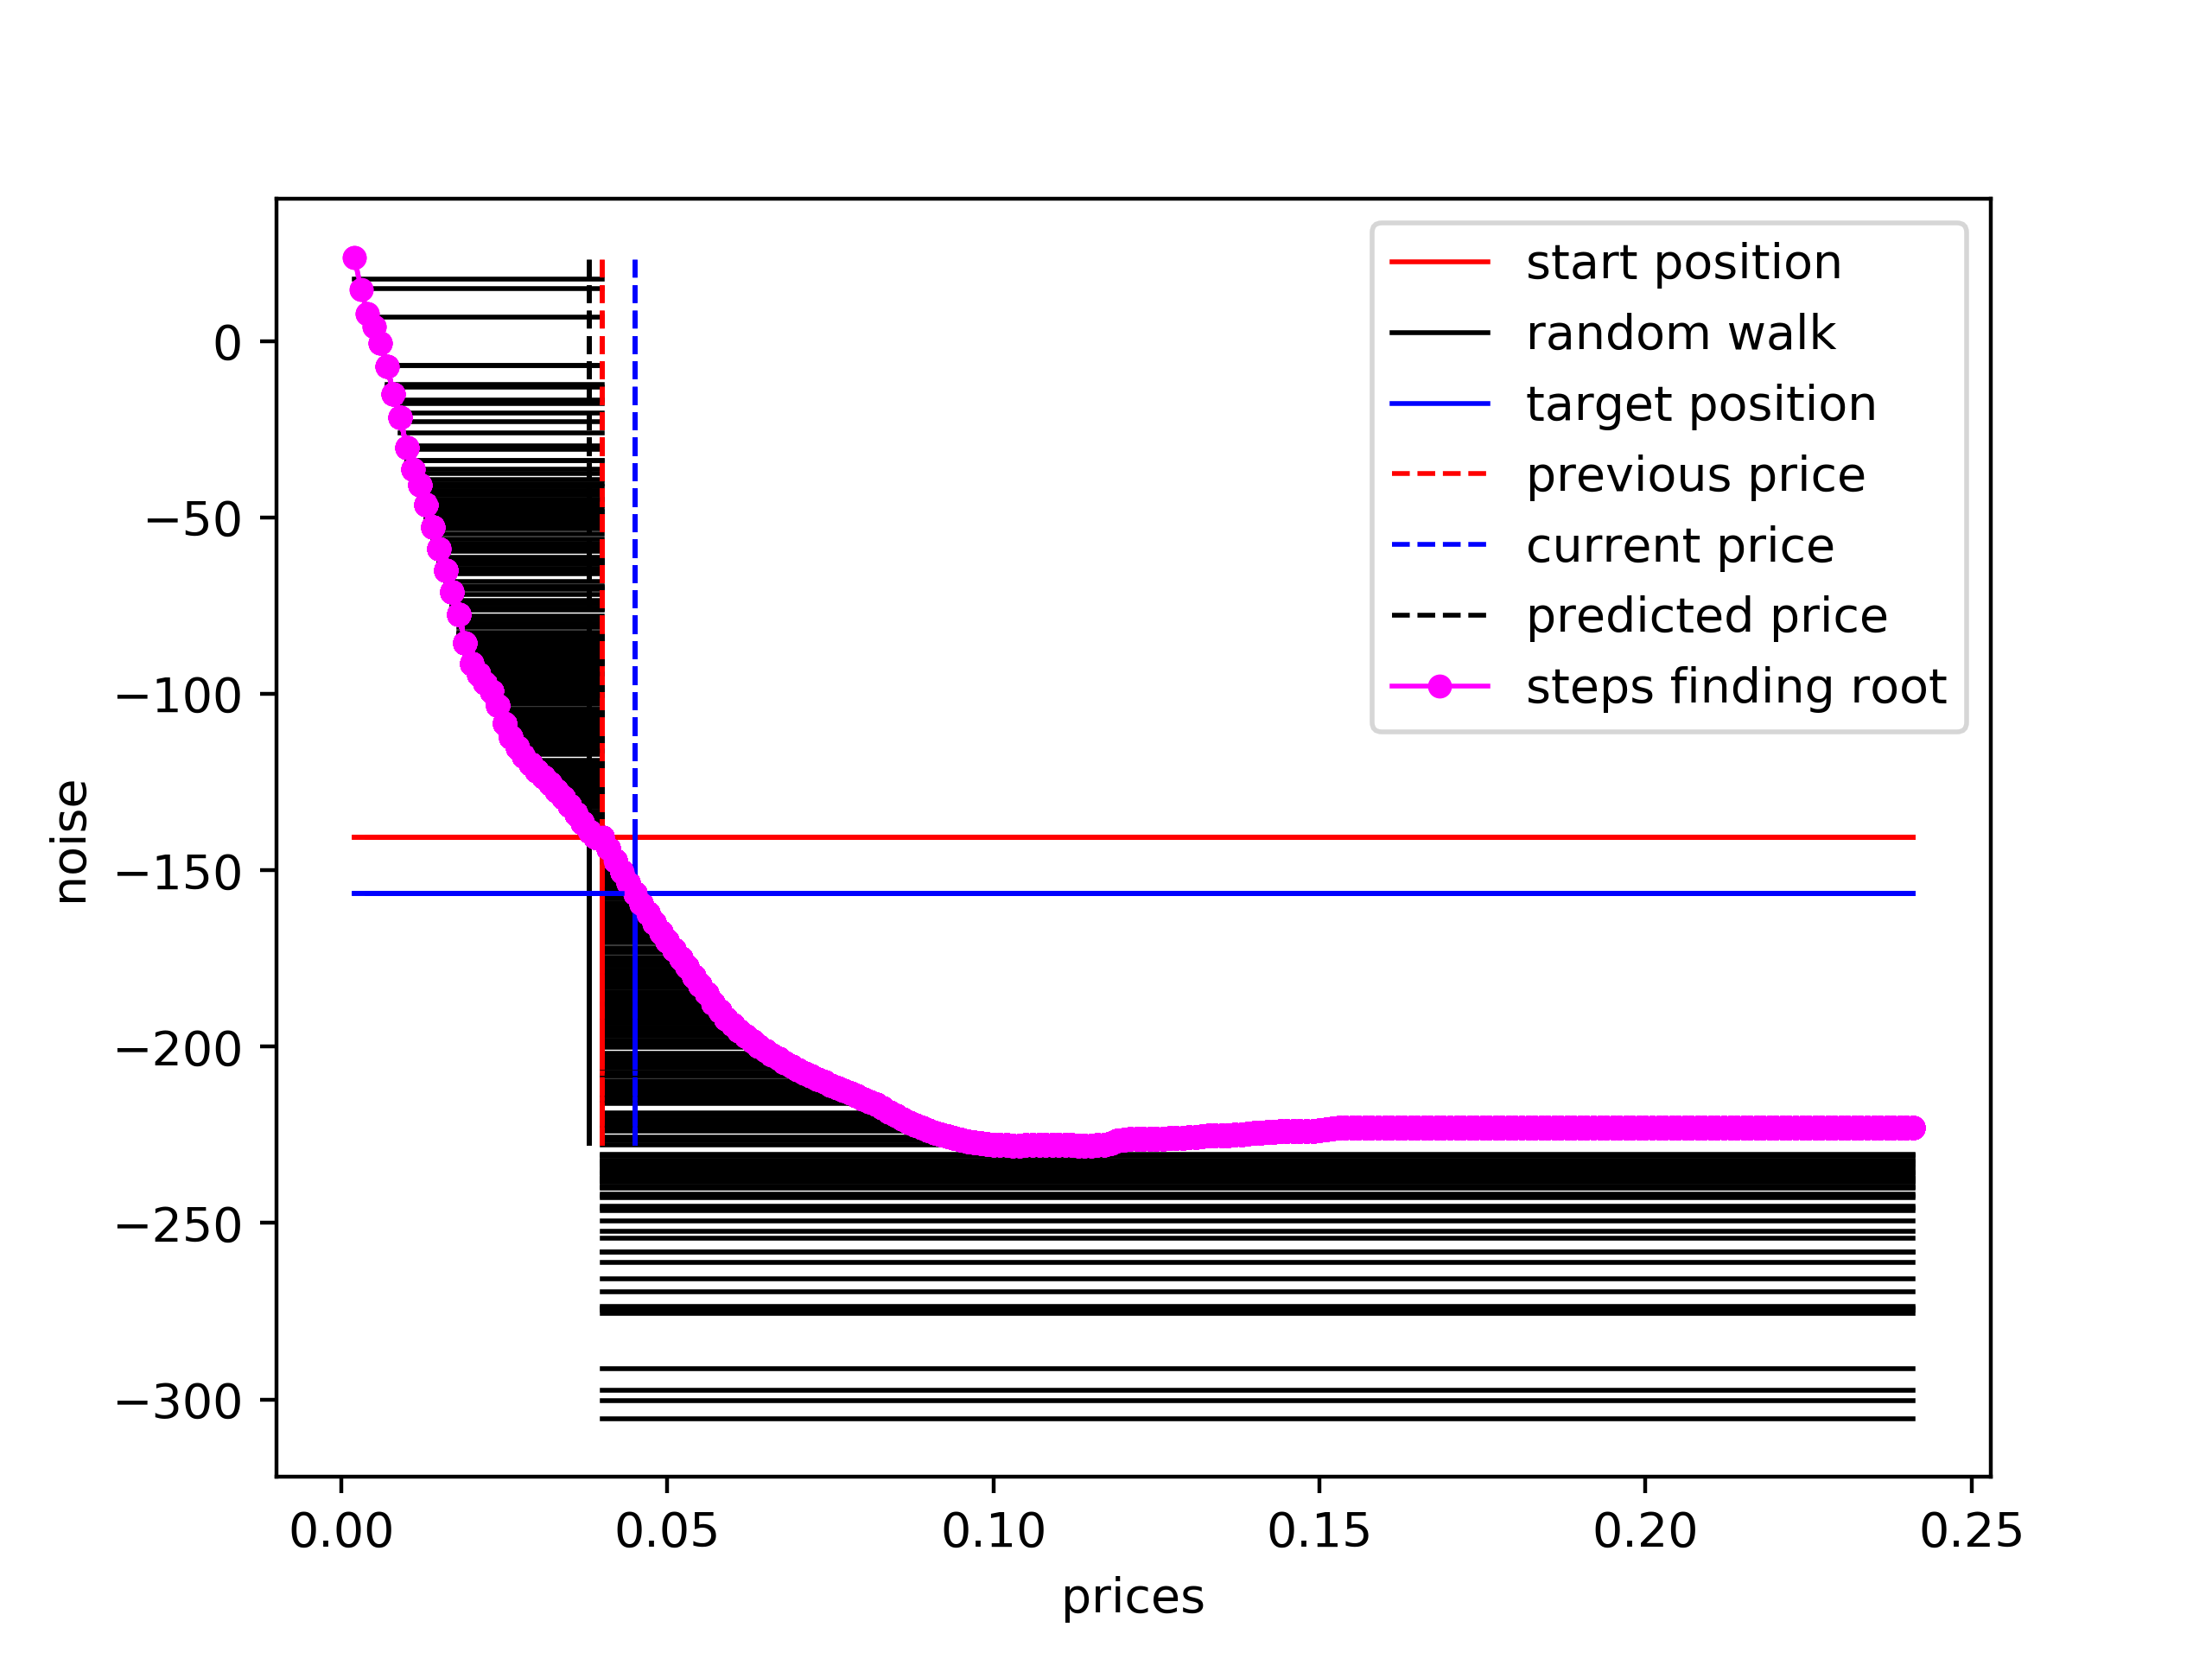 start position
random walk
target position
previous price
current price
predicted price
steps finding root
0
−50
−100
−150
−200
−250
−300
noise
0.00 0.05 0.10 0.15 0.20 0.25
prices